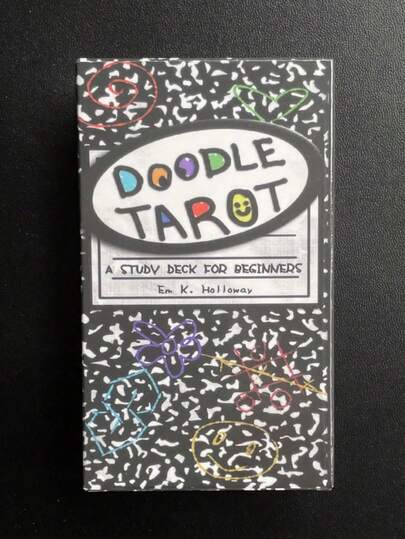 DOODLE
TAROT
A STUDY DECK FOR BEGINNERS
Em K. Holloway